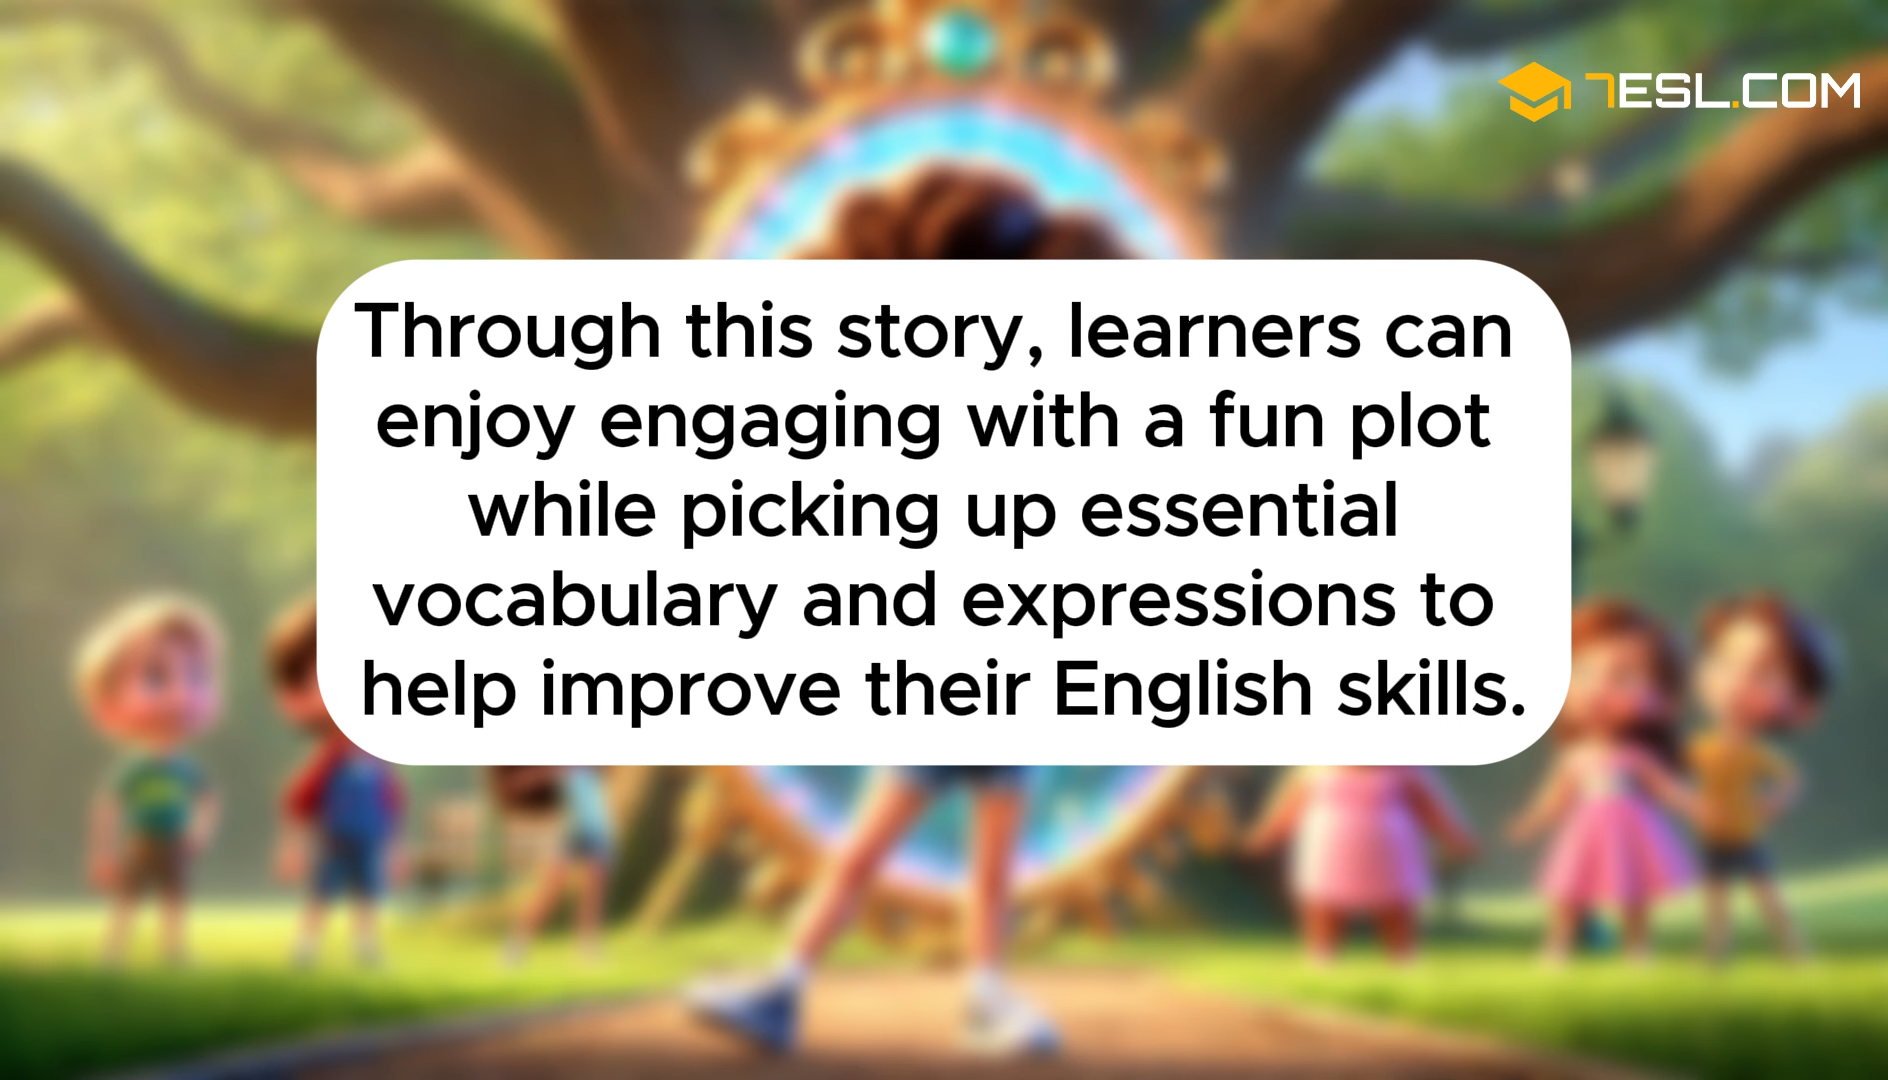 7ESL.COM
Through this story, learners can
enjoy engaging with a fun plot
while picking up essential
vocabulary and expressions to
help improve their English skills.